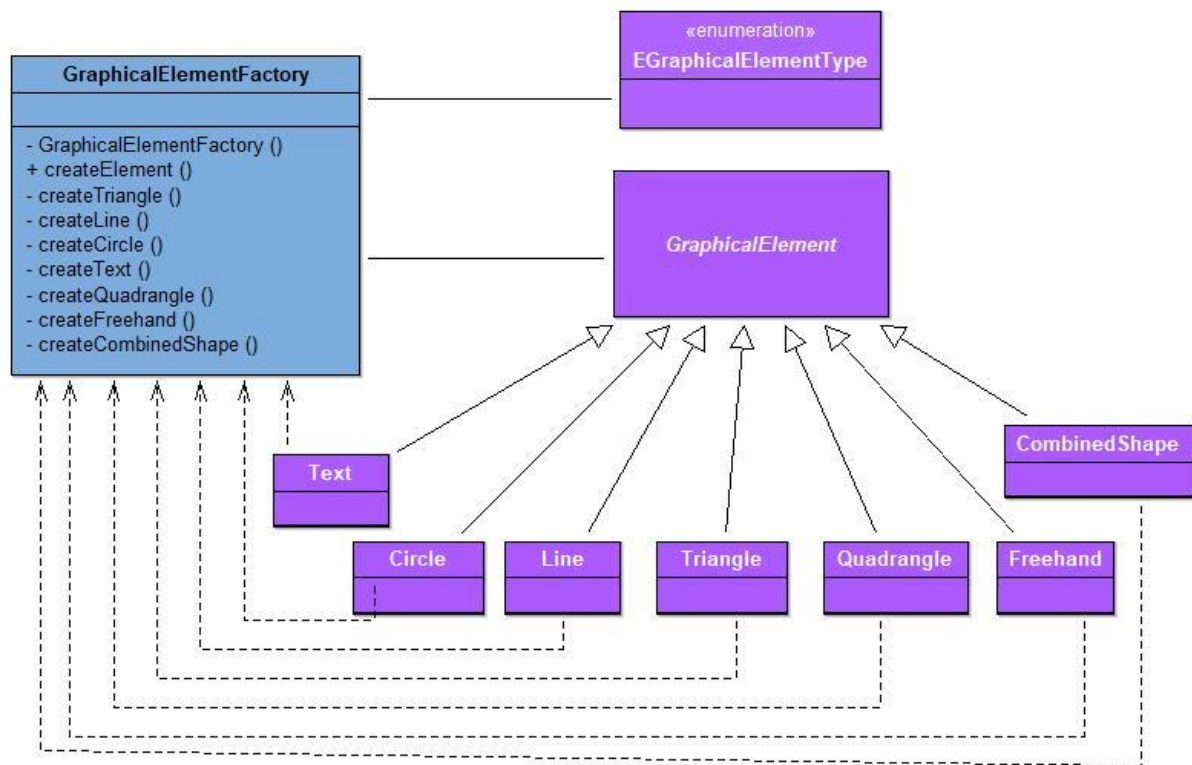 «enumeration»
EGraphicalElementType
GraphicalElementFactory
- GraphicalElementFactory ()
+ createElement ()
- createTriangle ()
- createLine ()
- createCircle ()
- createText ()
- createQuadrangle ()
- createFreehand ()
- createCombinedShape ()
GraphicalElement
CombinedShape
Text
Circle
Line
Triangle
Quadrangle
Freehand